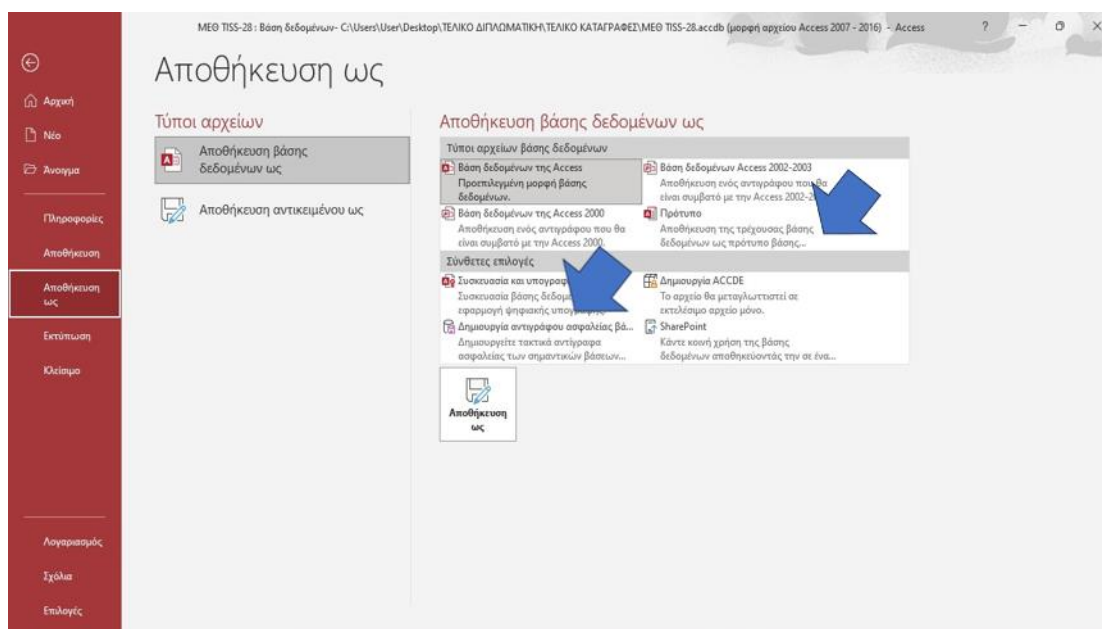 ΜΕΘ TISS-28 : Βάση δεδομένων- C:\Users\User\Desktop\ΤΕΛΙΚΟ ΔΙΠΛΩΜΑΤΙΚΗ\ΤΕΛΙΚΟ ΚΑΤΑΓΡΑΦΕΣ\ΜΕΘ TISS-28.accdb (μορφή αρχείου Access 2007 - 2016) - Access
Αρχική
Νέο
Άνοιγμα
Πληροφορίες
Αποθήκευση
Αποθήκευση
ως
Εκτύπωση
Κλείσιμο
Λογαριασμός
Σχόλια
Επιλογές
Αποθήκευση ως
Τύποι αρχείων
Αποθήκευση βάσης
δεδομένων ως
Αποθήκευση αντικειμένου ως
Αποθήκευση βάσης δεδομένων ως
Τύποι αρχείων βάσης δεδομένων
Βάση δεδομένων της Access
Προεπιλεγμένη μορφή βάσης
δεδομένων.
Βάση δεδομένων Access 2002-2003
Αποθήκευση ενός αντιγράφου που θα
είναι συμβατό με την Access 2002-2
Βάση δεδομένων της Access 2000
Αποθήκευση ενός αντιγράφου που θα
είναι συμβατό με την Access 2000.
Πρότυπο
Αποθήκευση της τρέχουσας βάσης
δεδομένων ως πρότυπο βάσης...
Σύνθετες επιλογές
Συσκευασία και
Συσκευασία βάσης
εφαρμογή ψηφιακής
Δημιουργία ACCDE
Το αρχείο θα μεταγλωττιστεί σε
εκτελέσιμο αρχείο μόνο.
Δημιουργία αντιγράφου ασφαλείας βά...
Δημιουργείτε τακτικά αντίγραφα
ασφαλείας των σημαντικών βάσεων...
SharePoint
Κάντε κοινή χρήση της βάσης
δεδομένων αποθηκεύοντάς την σε ένα...
Αποθήκευση
ως